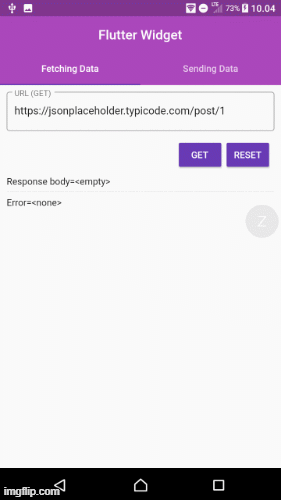 LTE 73% 10.04
Flutter Widget
Fetching Data Sending Data
URL (GET)
https://jsonplaceholder.typicode.com/post/1
GET RESET
Response body=<empty>
Error=<none>
Z
imgflip.com